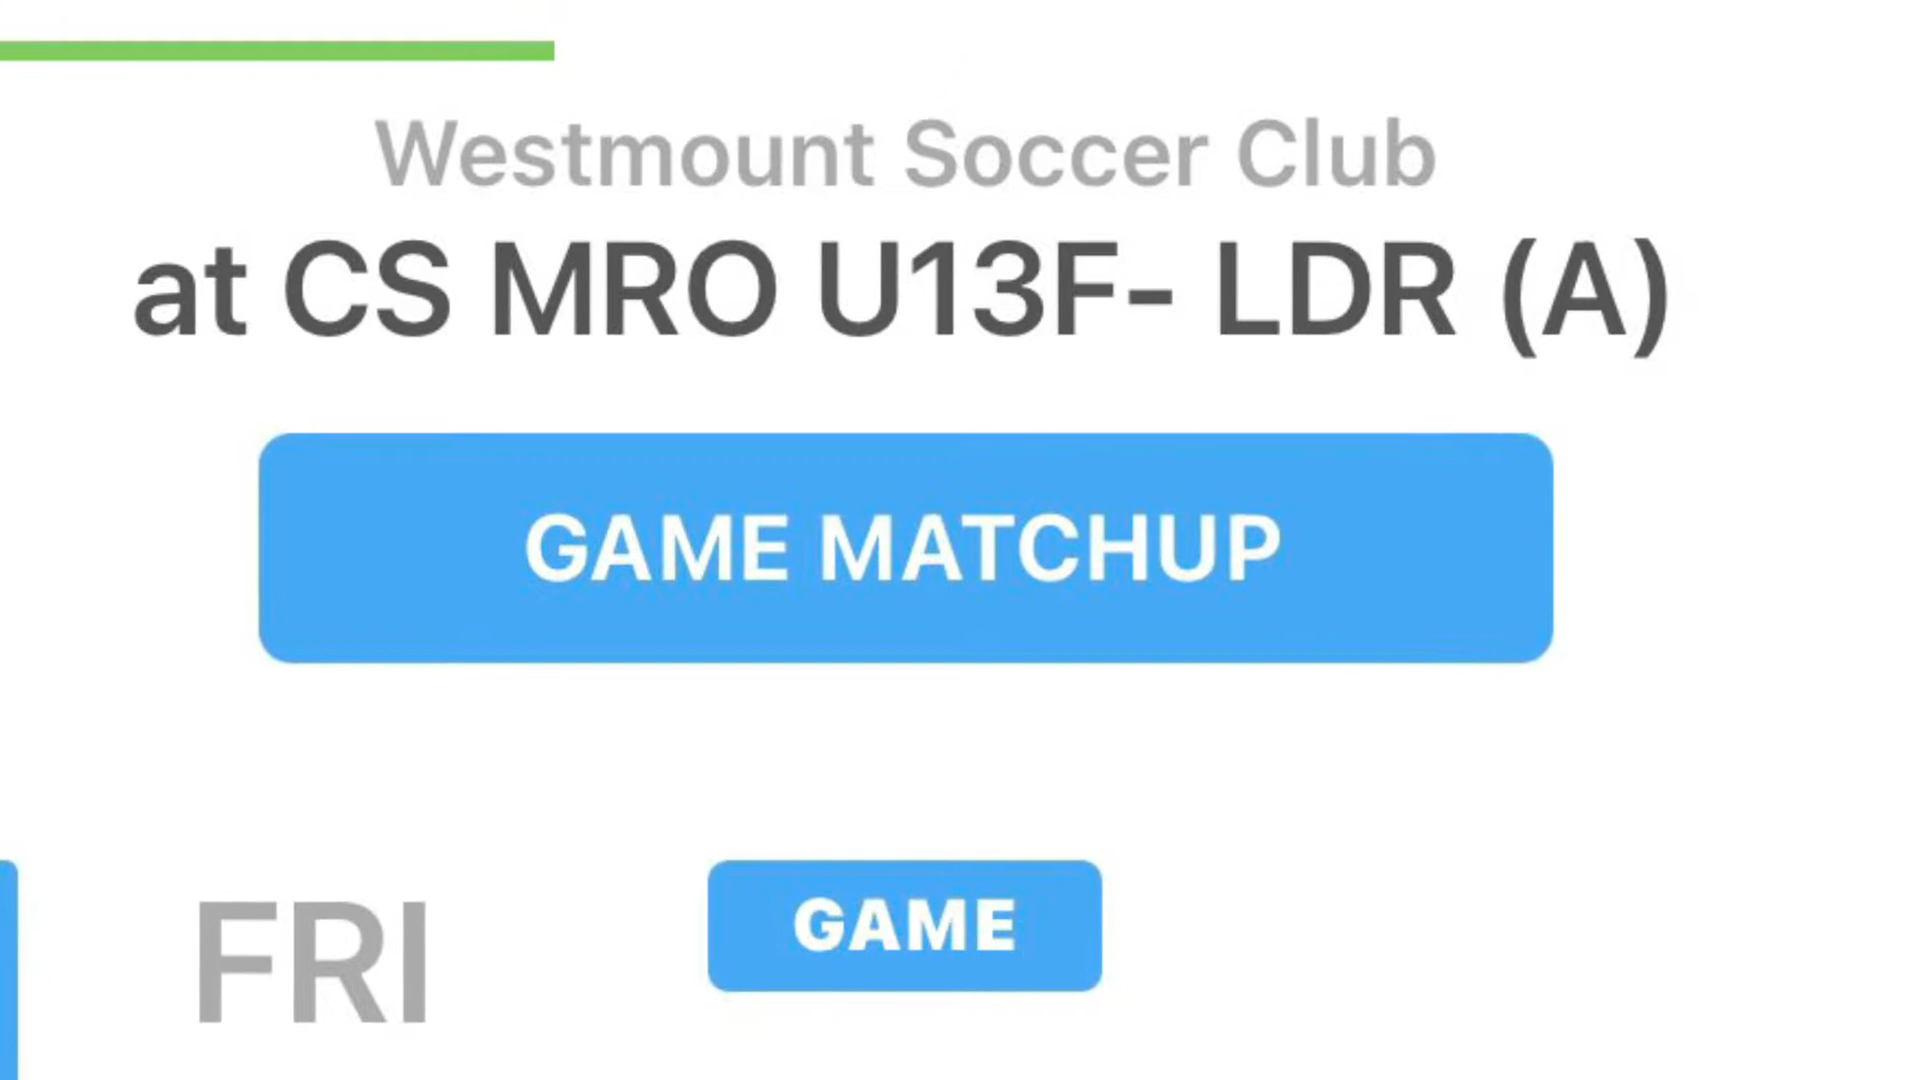 Westmount Soccer Club
at CS MRO U13F- LDR (A)
GAME MATCHUP
FRI
GAME